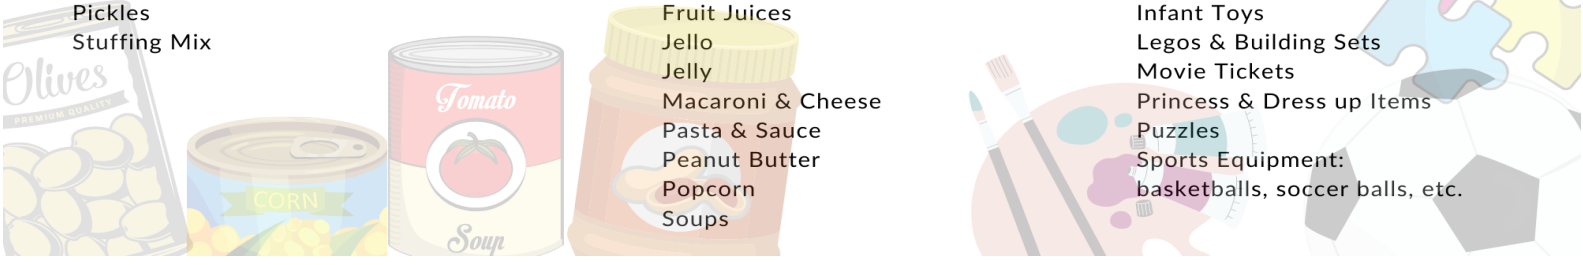 Pickles
Stuffing Mix
Olives
PREMIUM QUALITY
CORN
Tomato
Soup
Fruit Juices
Jello
Jelly
Macaroni & Cheese
Pasta & Sauce
Peanut Butter
Popcorn
Soups
Infant Toys
Legos & Building Sets
Movie Tickets
Princess & Dress up Items
Puzzles
Sports Equipment:
basketballs, soccer balls, etc.